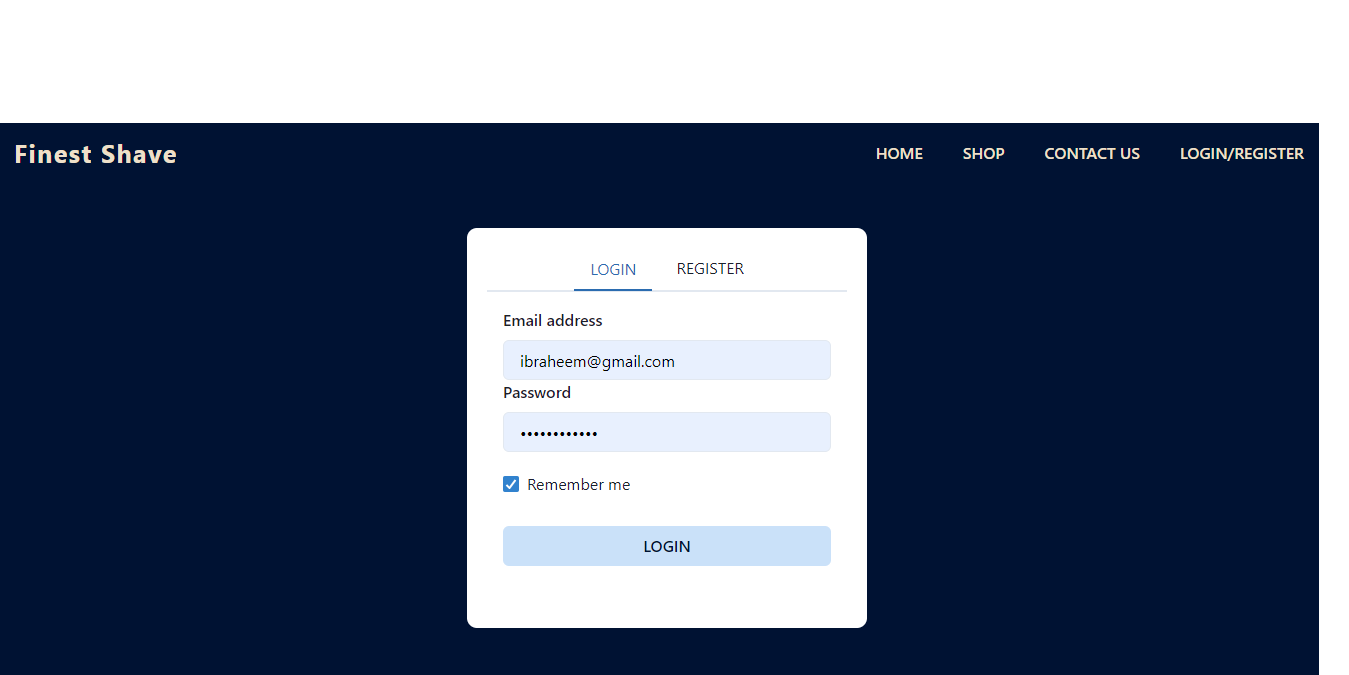 Finest Shave HOME SHOP CONTACT US LOGIN/REGISTER
LOGIN REGISTER
Email address
ibraheem@gmail.com
Password
••••••••••••
Remember me
LOGIN